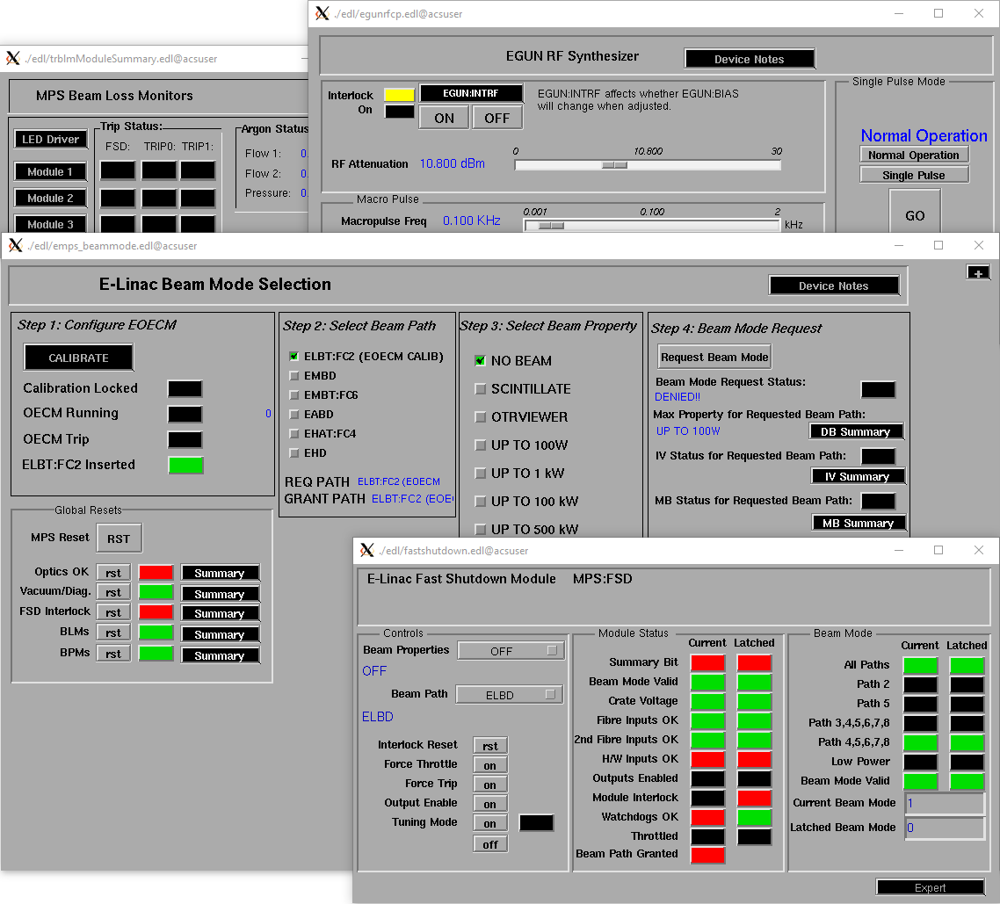 ./edl/egunrfcp.edl@acsuser
EGUN RF Synthesizer
Device Notes
Interlock
On
EGUN:INTRF
ON
OFF
EGUN:INTRF affects whether EGUN:BIAS
will change when adjusted.
RF Attenuation
10.800 dBm
0
10.800
30
Macro Pulse
Macropulse Freq
0.100 KHz
0.001
0.100
2
kHz
Single Pulse Mode
Normal Operation
Normal Operation
Single Pulse
GO
./edl/trblmModuleSummary.edl@acsuser
MPS Beam Loss Monitors
LED Driver
Module 1
Module 2
Module 3
Trip Status:
FSD:
TRIP0:
TRIP1:
Argon Status
Flow 1:
0.
Flow 2:
0.
Pressure:
0.
./edl/emps_beammode.edl@acsuser
E-Linac Beam Mode Selection
Device Notes
+
Step 1: Configure EOECM
CALIBRATE
Calibration Locked
OECM Running
0
OECM Trip
ELBT:FC2 Inserted
Step 2: Select Beam Path
ELBT:FC2 (EOECM CALIB)
EMBD
EMBT:FC6
EABD
EHAT:FC4
EHD
REQ PATH
ELBT:FC2 (EOECM
GRANT PATH
ELBT:FC2 (EOE
Step 3: Select Beam Property
NO BEAM
SCINTILLATE
OTRVIEWER
UP TO 100W
UP TO 1 kW
UP TO 100 kW
UP TO 500 kW
Step 4: Beam Mode Request
Request Beam Mode
Beam Mode Request Status:
DENIED!!
Max Property for Requested Beam Path:
UP TO 100W
DB Summary
IV Status for Requested Beam Path:
IV Summary
MB Status for Requested Beam Path:
MB Summary
Global Resets
MPS Reset
RST
Optics OK
rst
Summary
Vacuum/Diag.
rst
Summary
FSD Interlock
rst
Summary
BLMs
rst
Summary
BPMs
rst
Summary
./edl/fastshutdown.edl@acsuser
E-Linac Fast Shutdown Module
MPS:FSD
Controls
Beam Properties
OFF
OFF
Beam Path
ELBD
ELBD
Interlock Reset
rst
Force Throttle
on
Force Trip
on
Output Enable
on
Tuning Mode
on
off
Module Status
Current
Latched
Summary Bit
Beam Mode Valid
Crate Voltage
Fibre Inputs OK
2nd Fibre Inputs OK
H/W Inputs OK
Outputs Enabled
Module Interlock
Watchdogs OK
Throttled
Beam Path Granted
Beam Mode
Current
Latched
All Paths
Path 2
Path 5
Path 3,4,5,6,7,8
Path 4,5,6,7,8
Low Power
Beam Mode Valid
Current Beam Mode
1
Latched Beam Mode
0
Expert